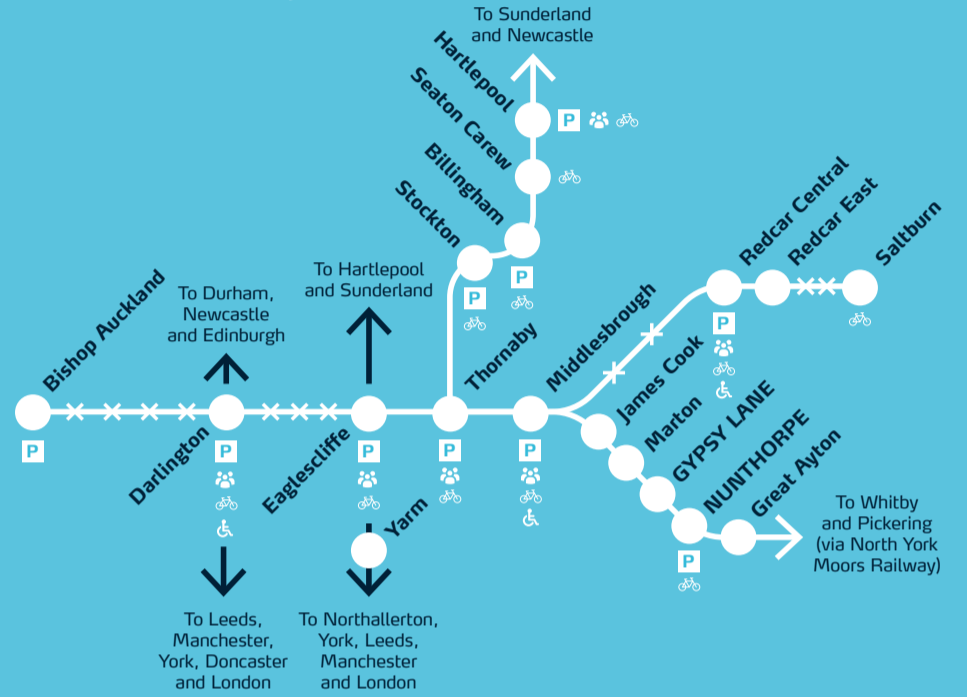 To Sunderland
and Newcastle
Hartlepool
P
Seaton Carew
Billingham
P
Stockton
P
Redcar Central
P
Redcar East
Saltburn
To Hartlepool
and Sunderland
To Durham,
Newcastle
and Edinburgh
Bishop Auckland
P
Darlington
P
Eaglescliffe
P
Thornaby
P
Middlesbrough
P
James Cook
Marton
GYPSY LANE
NUNTHORPE
P
Great Ayton
Yarm
To Whitby
and Pickering
(via North York
Moors Railway)
To Leeds,
Manchester,
York, Doncaster
and London
To Northallerton,
York, Leeds,
Manchester
and London